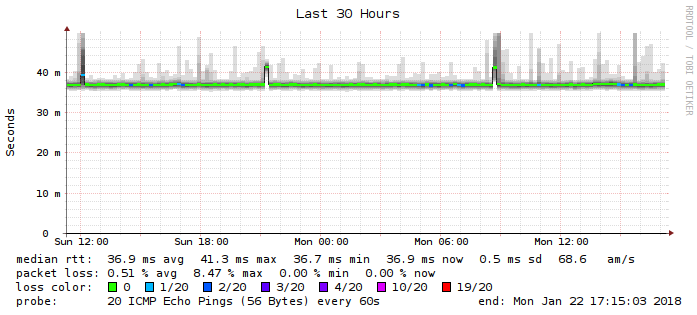 Last 30 Hours
RRDTOOL / TOBI OETIKER
Seconds
40 m
30 m
20 m
10 m
0
Sun 12:00 Sun 18:00 Mon 00:00 Mon 06:00 Mon 12:00
median rtt: 36.9 ms avg 41.3 ms max 36.7 ms min 36.9 ms now 0.5 ms sd 68.6 am/s
packet loss: 0.51 % avg 8.47 % max 0.00 % min 0.00 % now
loss color: 0 1/20 2/20 3/20 4/20 10/20 19/20
probe: 20 ICMP Echo Pings (56 Bytes) every 60s end: Mon Jan 22 17:15:03 2018